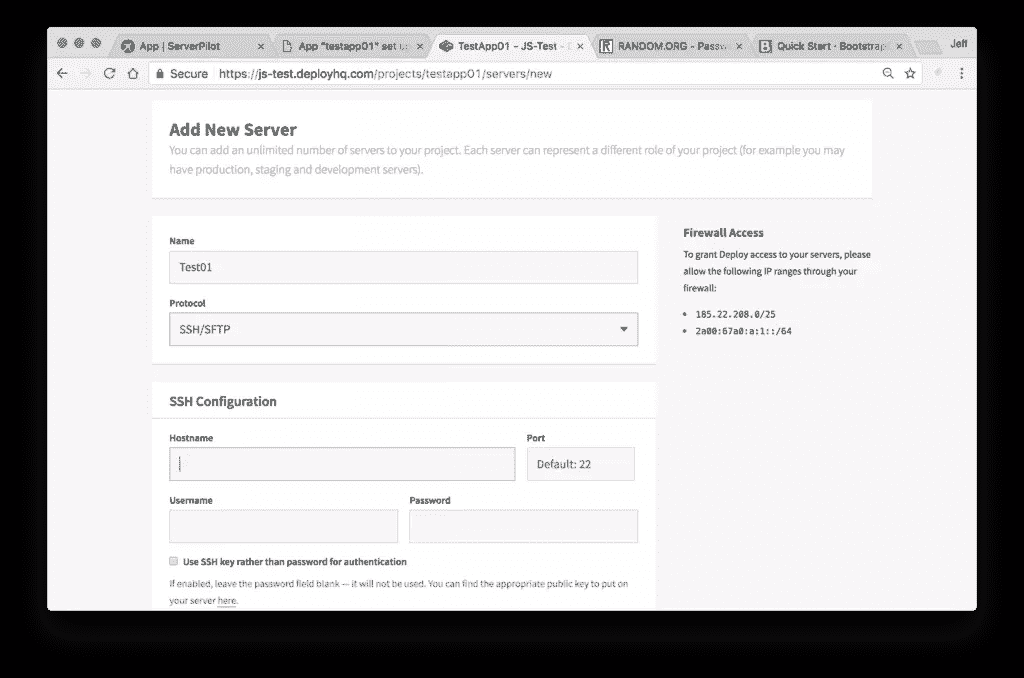 App | ServerPilot
App "testapp01" set
TestApp01 - JS-Test -
RANDOM.ORG - Passw
Quick Start · Bootstrap
Jeff
Secure
https://js-test.deployhq.com/projects/testapp01/servers/new
Add New Server
You can add an unlimited number of servers to your project. Each server can represent a different role of your project (for example you may
have production, staging and development servers).
Name
Test01
Protocol
SSH/SFTP
Firewall Access
To grant Deploy access to your servers, please
allow the following IP ranges through your
firewall:
185.22.208.0/25
2a00:67a0:a:1::/64
SSH Configuration
Hostname
Port
Default: 22
Username
Password
Use SSH key rather than password for authentication
If enabled, leave the password field blank — it will not be used. You can find the appropriate public key to put on
your server here.